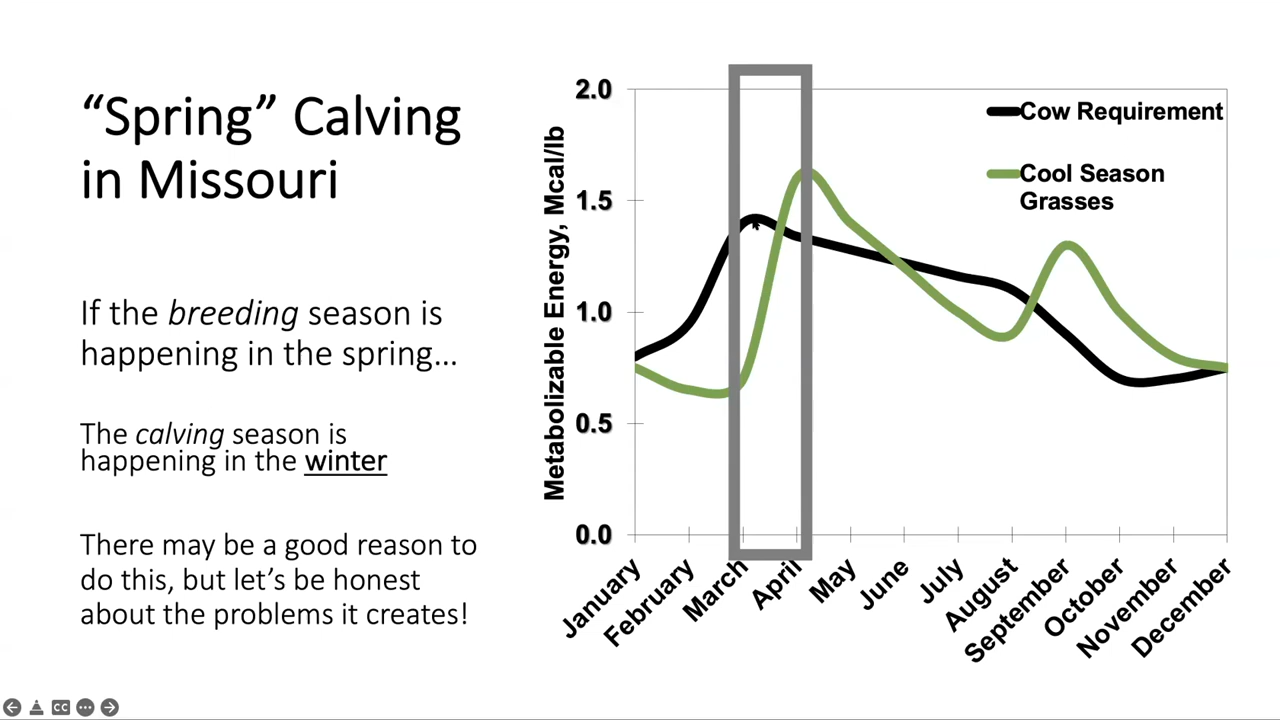 “Spring” Calving
in Missouri
If the breeding season is
happening in the spring...
The calving season is
happening in the winter
There may be a good reason to
do this, but let’s be honest
about the problems it creates!
Metabolizable Energy, Mcal/lb
2.0
1.5
1.0
0.5
0.0
Cow Requirement
Cool Season
Grasses
January
February
March
April
May
June
July
August
September
October
November
December
CC